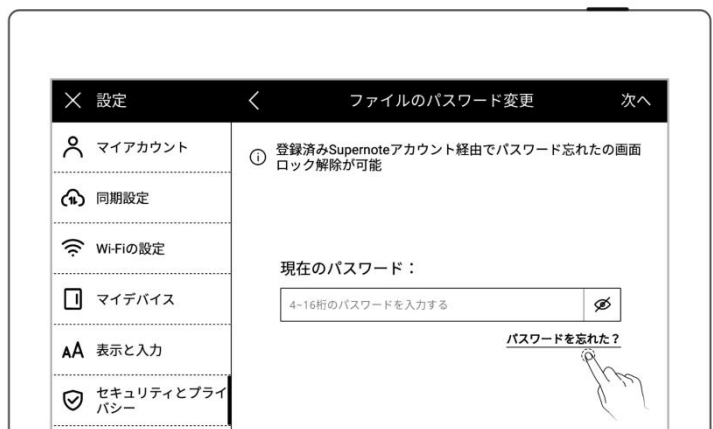 設定
ファイルのパスワード変更
次へ
マイアカウント
同期設定
Wi-Fiの設定
マイデバイス
AA 表示と入力
セキュリティとプライ
バシー
登録済みSupernoteアカウント経由でパスワード忘れたの画面
ロック解除が可能
現在のパスワード：
4~16桁のパスワードを入力する
パスワードを忘れた？